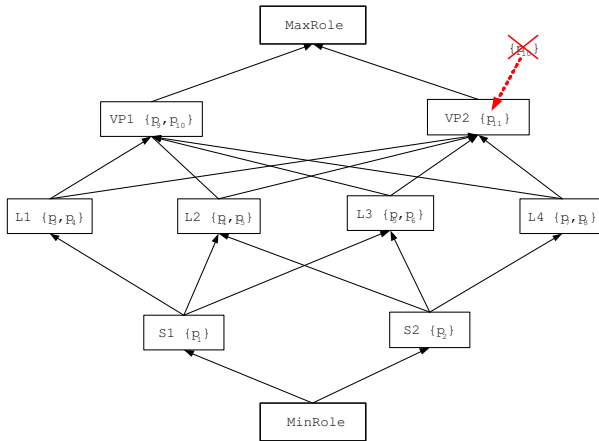 MaxRole
{p₁₀}
VP1 {p₉,p₁₀}
VP2 {p₁₁}
L1 {p₃,p₄}
L2 {p₄,p₅}
L3 {p₅,p₆}
L4 {p₇,p₈}
S1 {p₁}
S2 {p₂}
MinRole